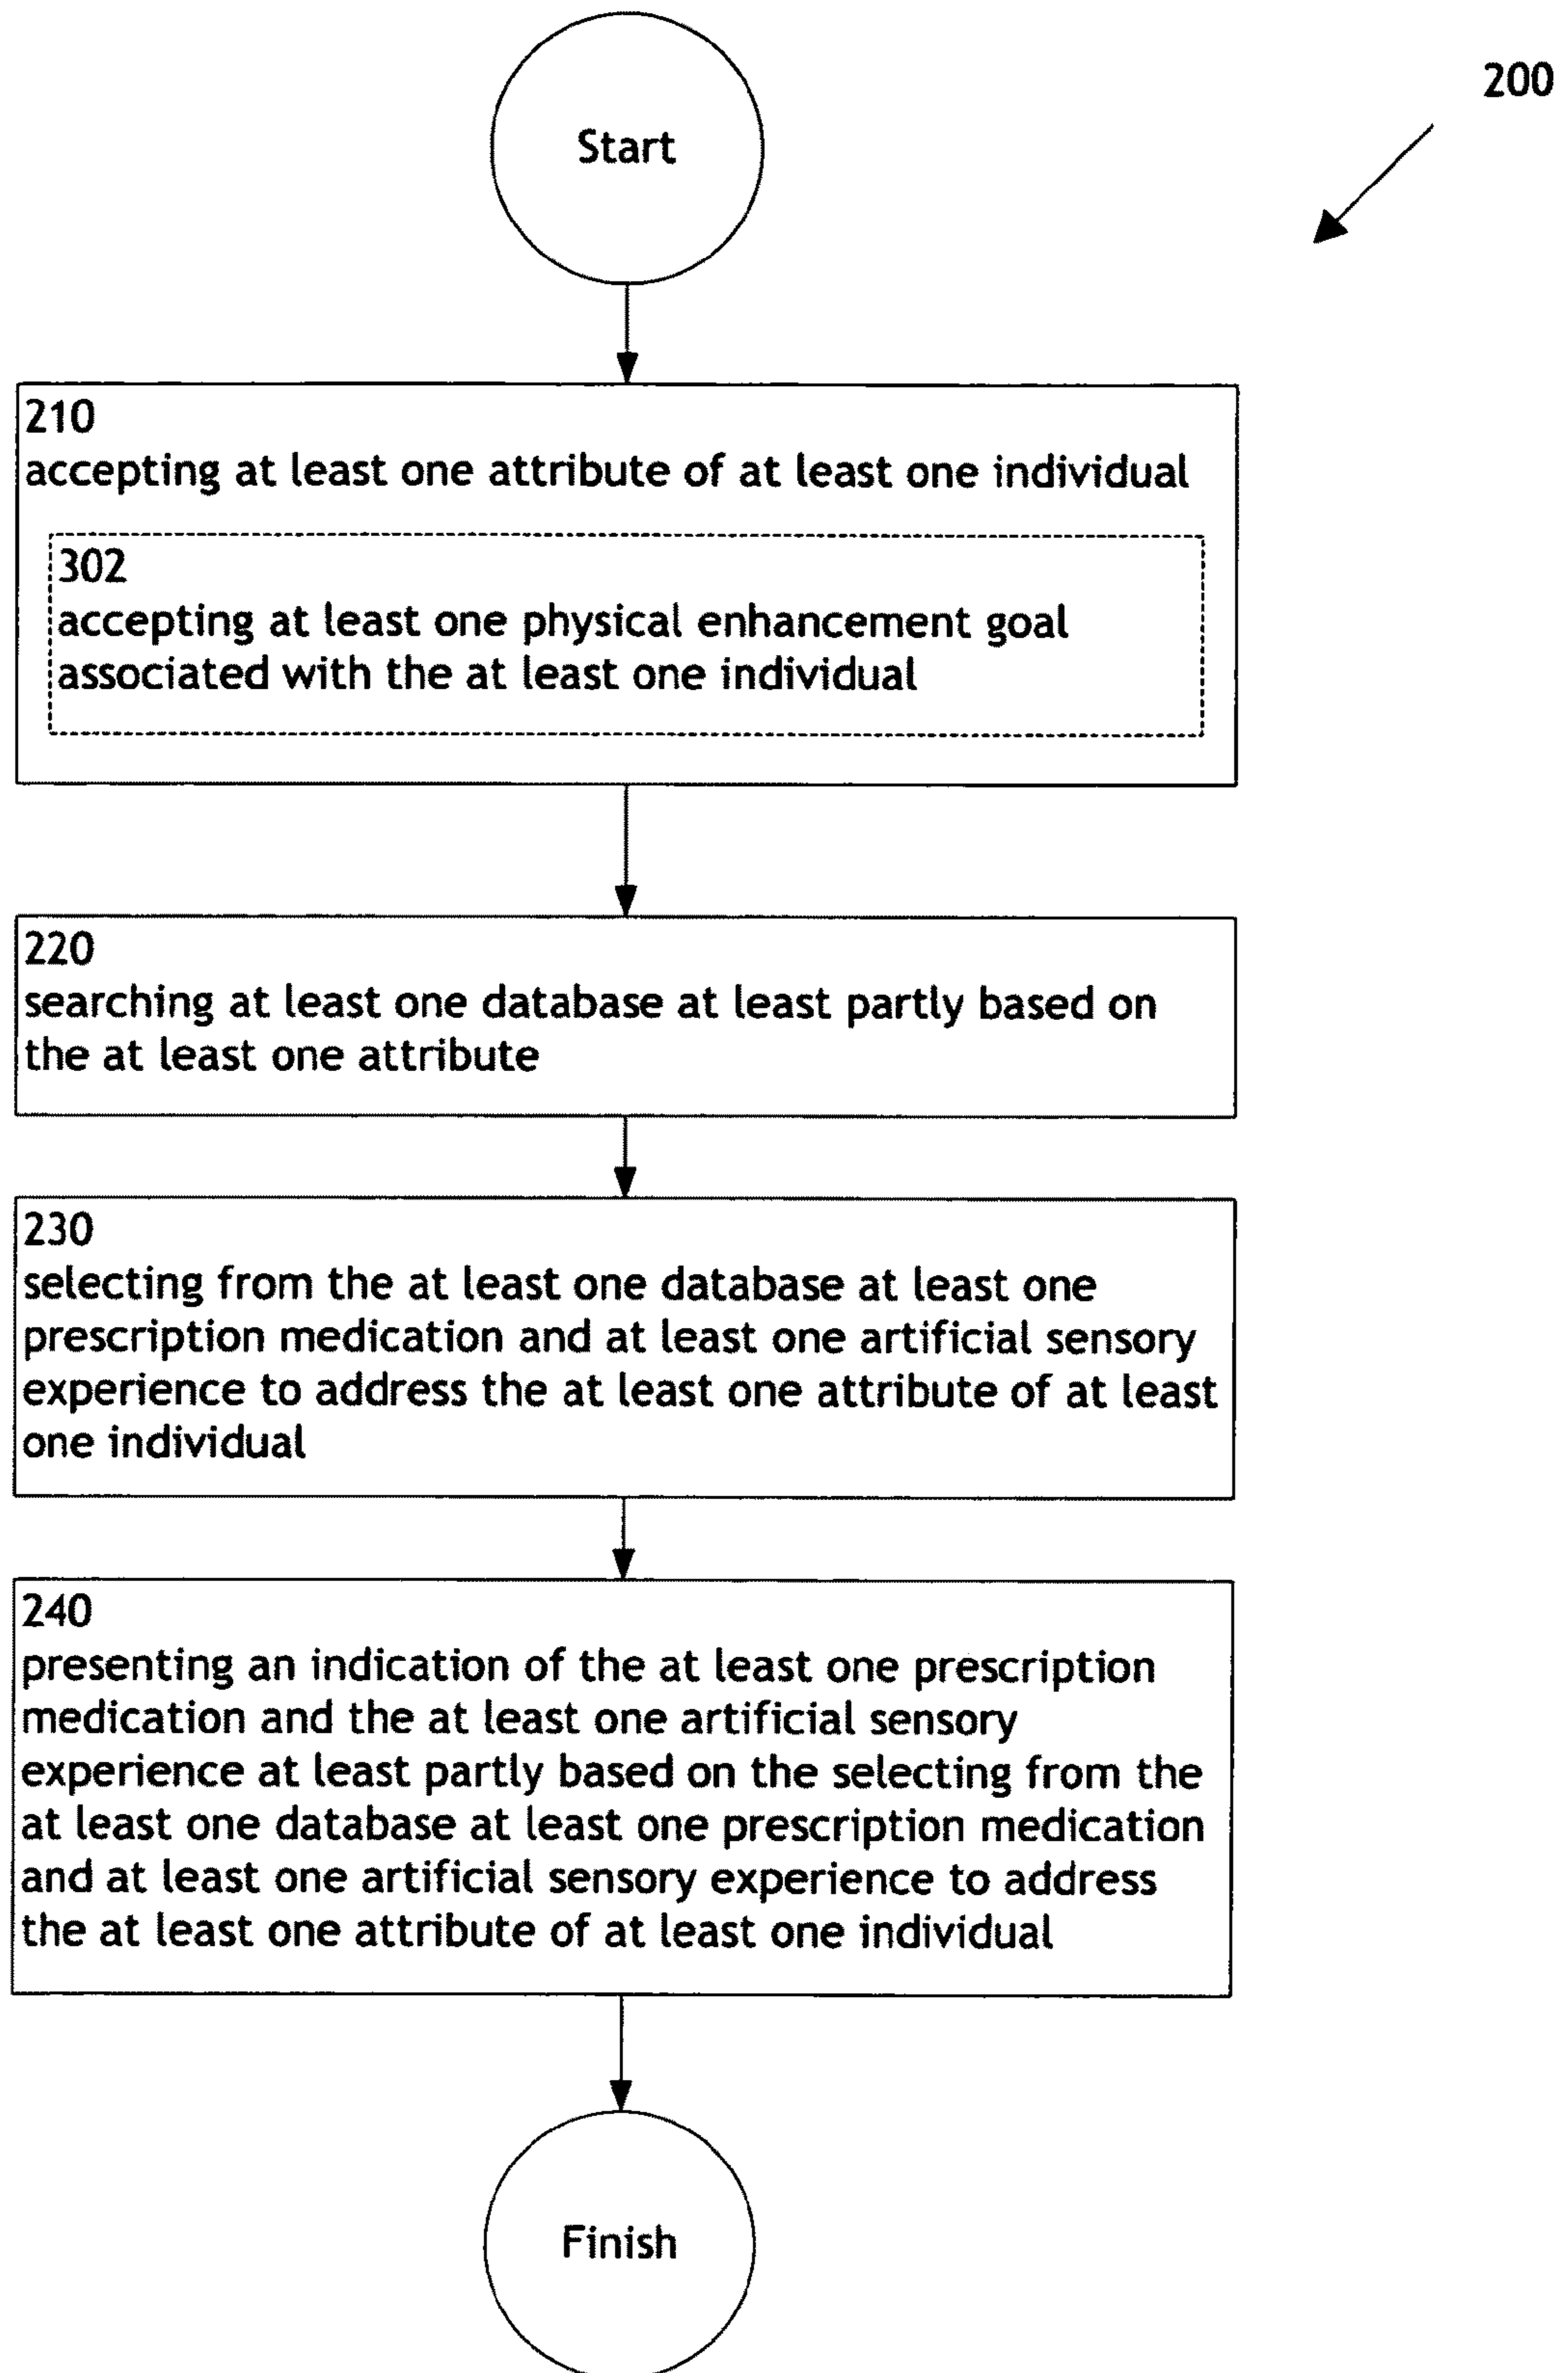 200
Start
210
accepting at least one attribute of at least one individual
302
accepting at least one physical enhancement goal
associated with the at least one individual
220
searching at least one database at least partly based on
the at least one attribute
230
selecting from the at least one database at least one
prescription medication and at least one artificial sensory
experience to address the at least one attribute of at least
one individual
240
presenting an indication of the at least one prescription
medication and the at least one artificial sensory
experience at least partly based on the selecting from the
at least one database at least one prescription medication
and at least one artificial sensory experience to address
the at least one attribute of at least one individual
Finish